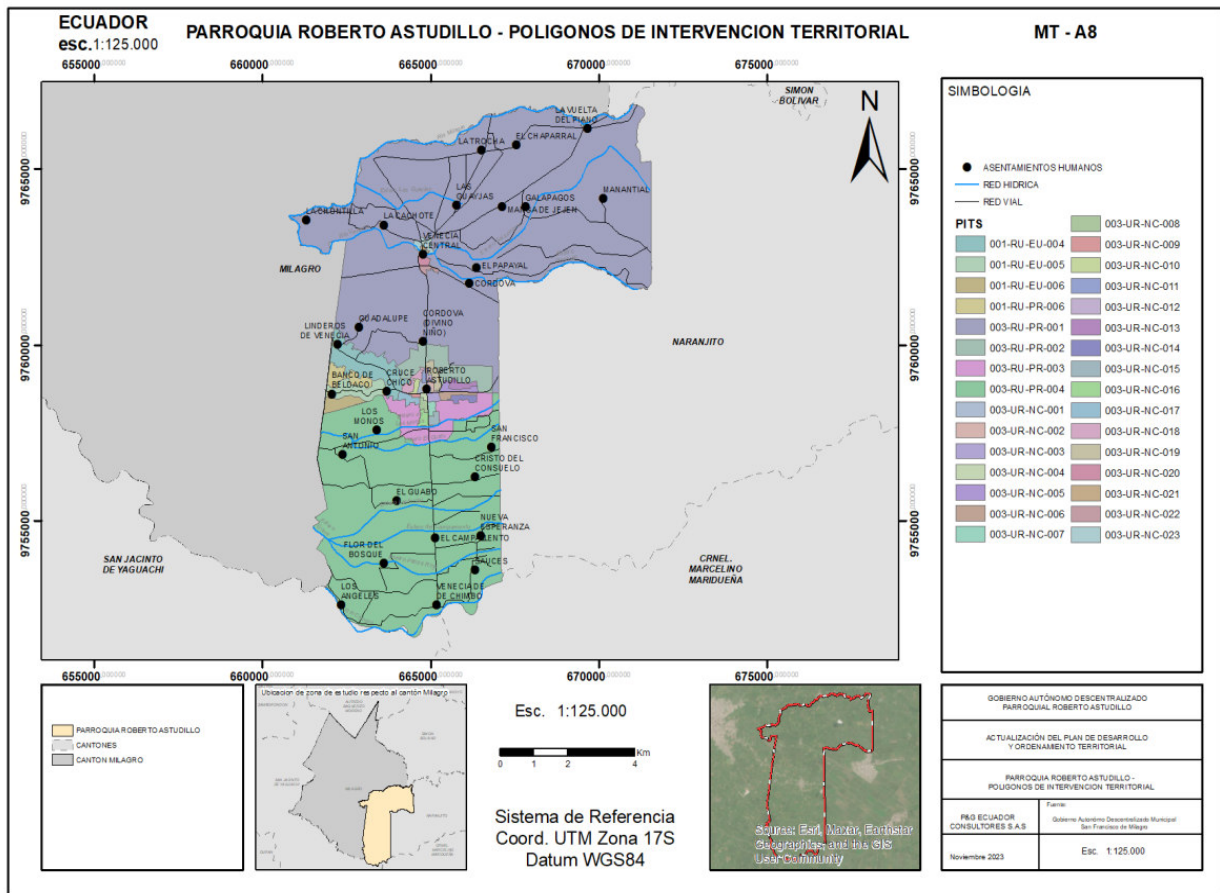 ECUADOR
esc.1:125.000
PARROQUIA ROBERTO ASTUDILLO - POLIGONOS DE INTERVENCION TERRITORIAL
MT - A8
655000
660000
665000
670000
675000
9765000
9760000
9755000
9765000
9760000
9755000
SIMON
BOLIVAR
N
LA VUELTA
DEL PIANO
EL CHAPARRAL
LA TROCHA
LAS
GUAYJAS
GALAPAGOS
MANGA DE JEJEN
MANANTIAL
LA CACHOTE
VENECIA
CENTRAL
MILAGRO
EL PAPAYAL
CORDOVA
GUADALUPE
CORDOVA
(DIVINO
NIÑO)
LINDEROS
DE VENECIA
NARANJITO
BANCO DE
BELDACO
CRUCE
CHICO
ROBERTO
ASTUDILLO
LOS
MONOS
SAN
ANTONIO
SAN
FRANCISCO
CRISTO DEL
CONSUELO
EL GUABO
NUEVA
ESPERANZA
EL CAMPAMENTO
FLOR DEL
BOSQUE
SAUCES
LOS
ANGELES
VENECIA DE
DE CHIMBO
SAN JACINTO
DE YAGUACHI
CRNEL.
MARCELINO
MARIDUEÑA
655000
660000
665000
670000
675000
SIMBOLOGIA
ASENTAMIENTOS HUMANOS
RED HIDRICA
RED VIAL
PITS
001-RU-EU-004
001-RU-EU-005
001-RU-EU-006
001-RU-PR-006
003-RU-PR-001
003-RU-PR-002
003-RU-PR-003
003-RU-PR-004
003-UR-NC-001
003-UR-NC-002
003-UR-NC-003
003-UR-NC-004
003-UR-NC-005
003-UR-NC-006
003-UR-NC-007
003-UR-NC-008
003-UR-NC-009
003-UR-NC-010
003-UR-NC-011
003-UR-NC-012
003-UR-NC-013
003-UR-NC-014
003-UR-NC-015
003-UR-NC-016
003-UR-NC-017
003-UR-NC-018
003-UR-NC-019
003-UR-NC-020
003-UR-NC-021
003-UR-NC-022
003-UR-NC-023
PARROQUIA ROBERTO ASTUDILLO
CANTONES
CANTON MILAGRO
Ubicacion de zona de estudio respecto al cantón Milagro
Esc. 1:125.000
0 1 2 4
Km
Sistema de Referencia
Coord. UTM Zona 17S
Datum WGS84
Source: Esri, Maxar, Earthstar
Geographics, and the GIS
User Community
GOBIERNO AUTÓNOMO DESCENTRALIZADO
PARROQUIAL ROBERTO ASTUDILLO
ACTUALIZACIÓN DEL PLAN DE DESARROLLO
Y ORDENAMIENTO TERRITORIAL
PARROQUIA ROBERTO ASTUDILLO -
POLIGONOS DE INTERVENCION TERRITORIAL
P&G ECUADOR
CONSULTORES S.A.S
Fuente:
Gobierno Autónomo Descentralizado Municipal
San Francisco de Milagro
Noviembre 2023
Esc. 1:125.000